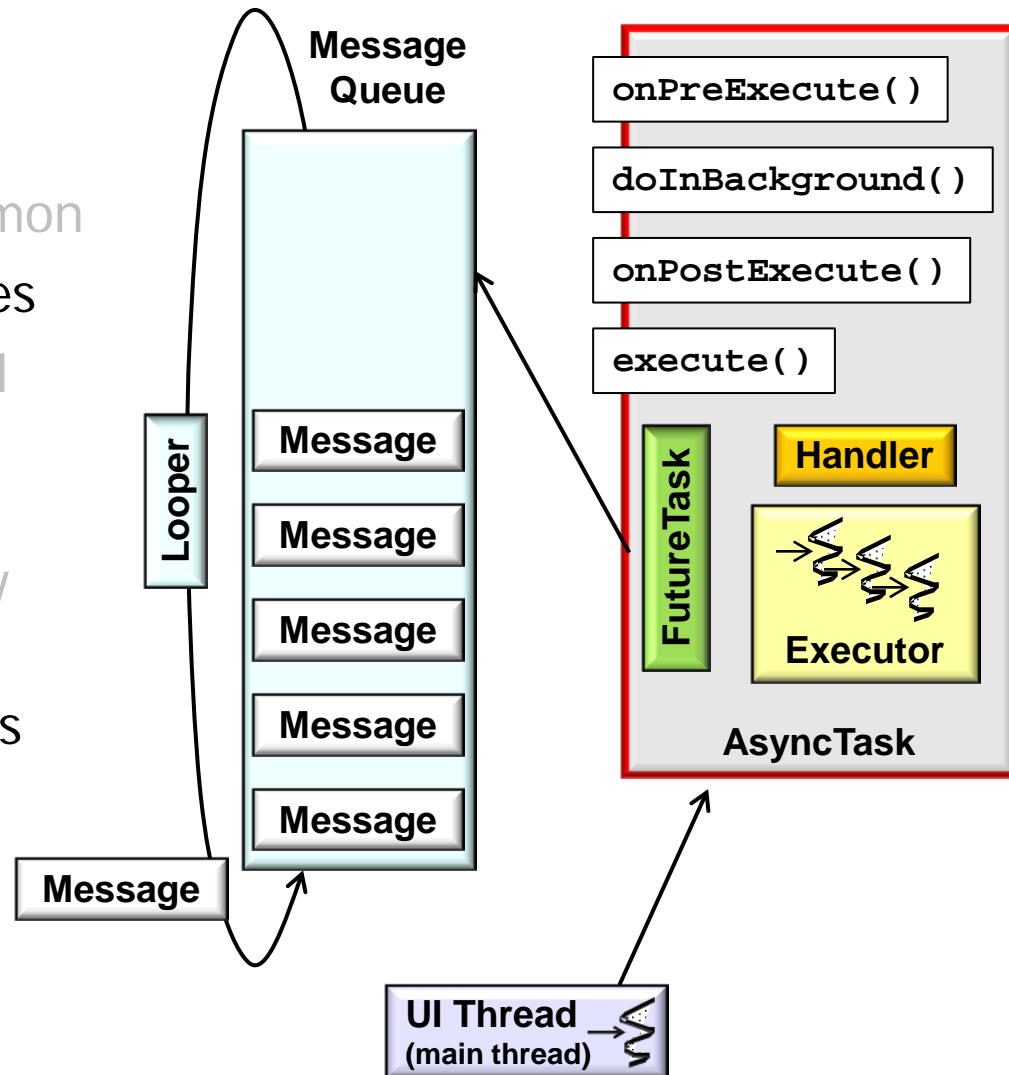 Message
Queue
mon
es
l
y
s
Looper
Message
Message
Message
Message
Message
Message
onPreExecute()
doInBackground()
onPostExecute()
execute()
FutureTask
Handler
Executor
AsyncTask
UI Thread
(main thread)